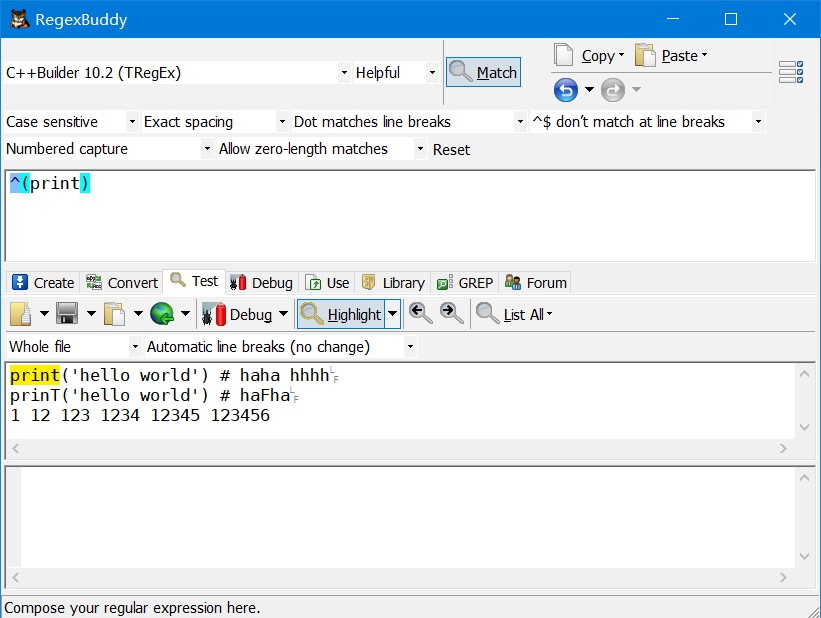 RegexBuddy
C++Builder 10.2 (TRegEx) Helpful Match Copy Paste
Case sensitive Exact spacing Dot matches line breaks ^$ don't match at line breaks
Numbered capture Allow zero-length matches Reset
^(print)
Create Convert Test Debug Use Library GREP Forum
Debug Highlight List All
Whole file Automatic line breaks (no change)
print('hello world') # haha hhhhLF
prinT('hello world') # haFhaLF
1 12 123 1234 12345 123456
Compose your regular expression here.